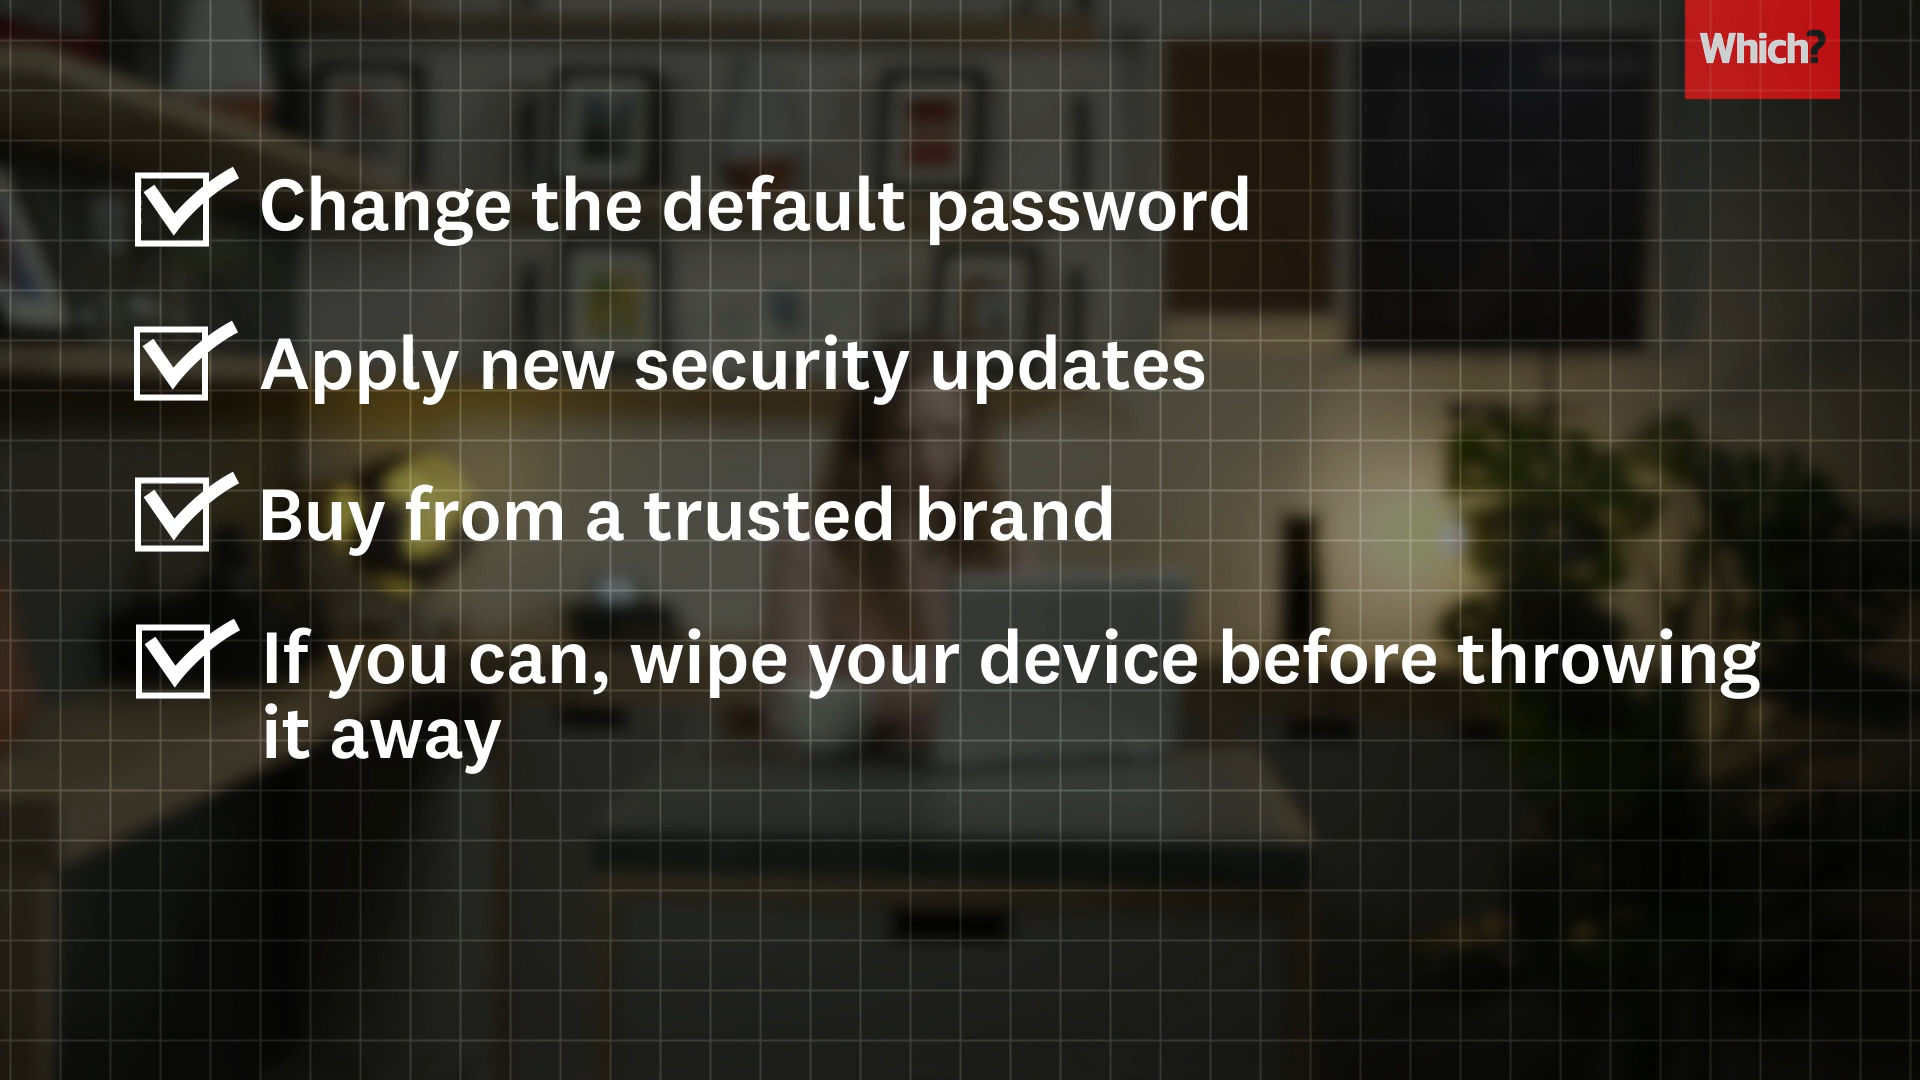 Which?
Change the default password
Apply new security updates
Buy from a trusted brand
If you can, wipe your device before throwing
it away